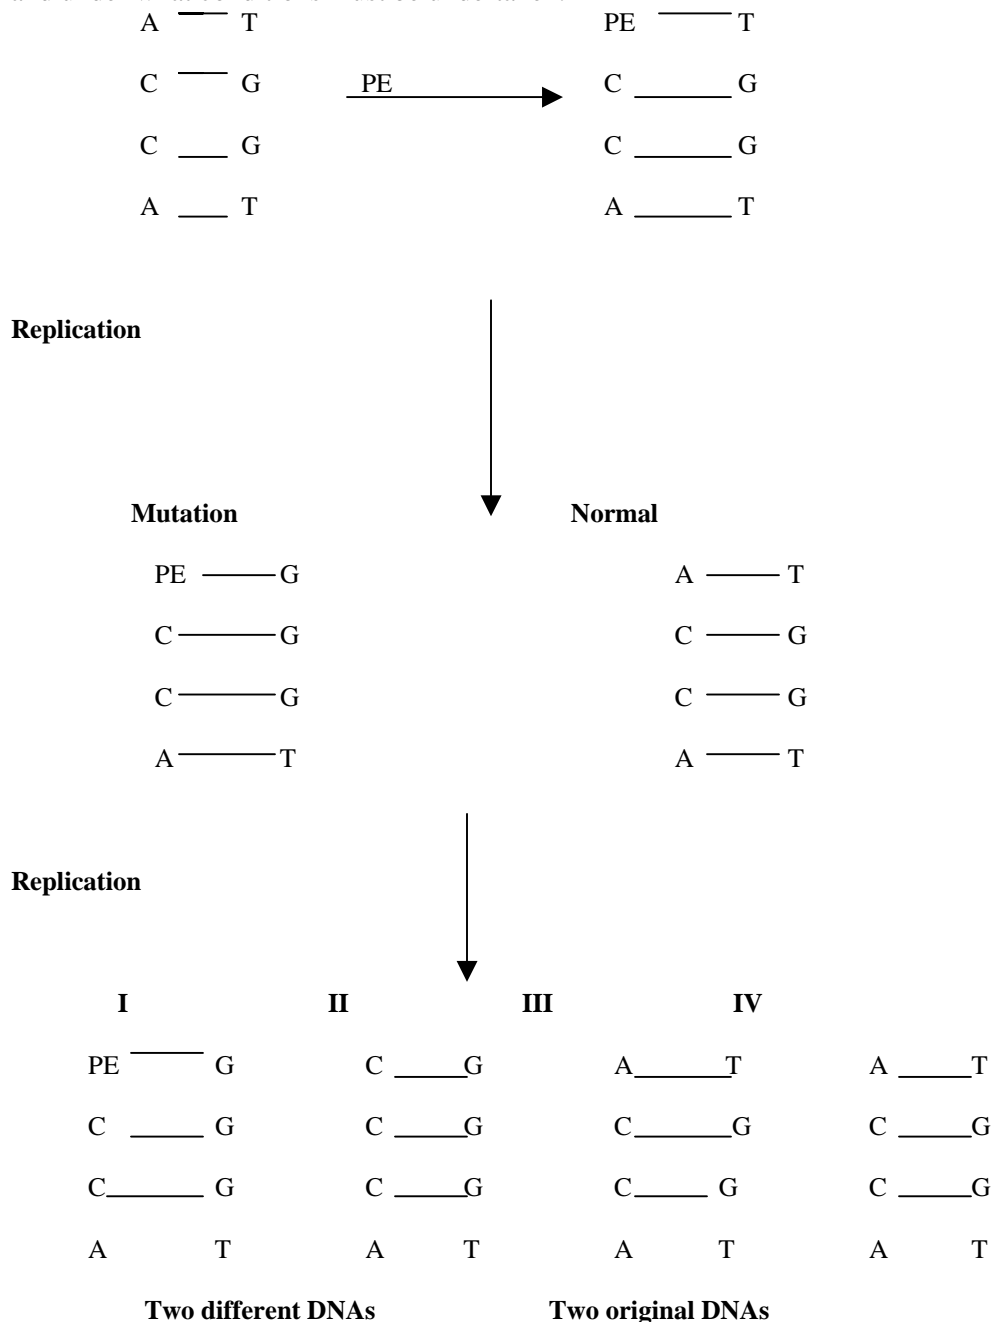 A T PE T
C G PE C G
C G C G
A T A T
Replication
Mutation Normal
PE G A T
C G C G
C G C G
A T A T
Replication
I II III IV
PE G C G A T A T
C G C G C G C G
C G C G C G C G
A T A T A T A T
Two different DNAs Two original DNAs